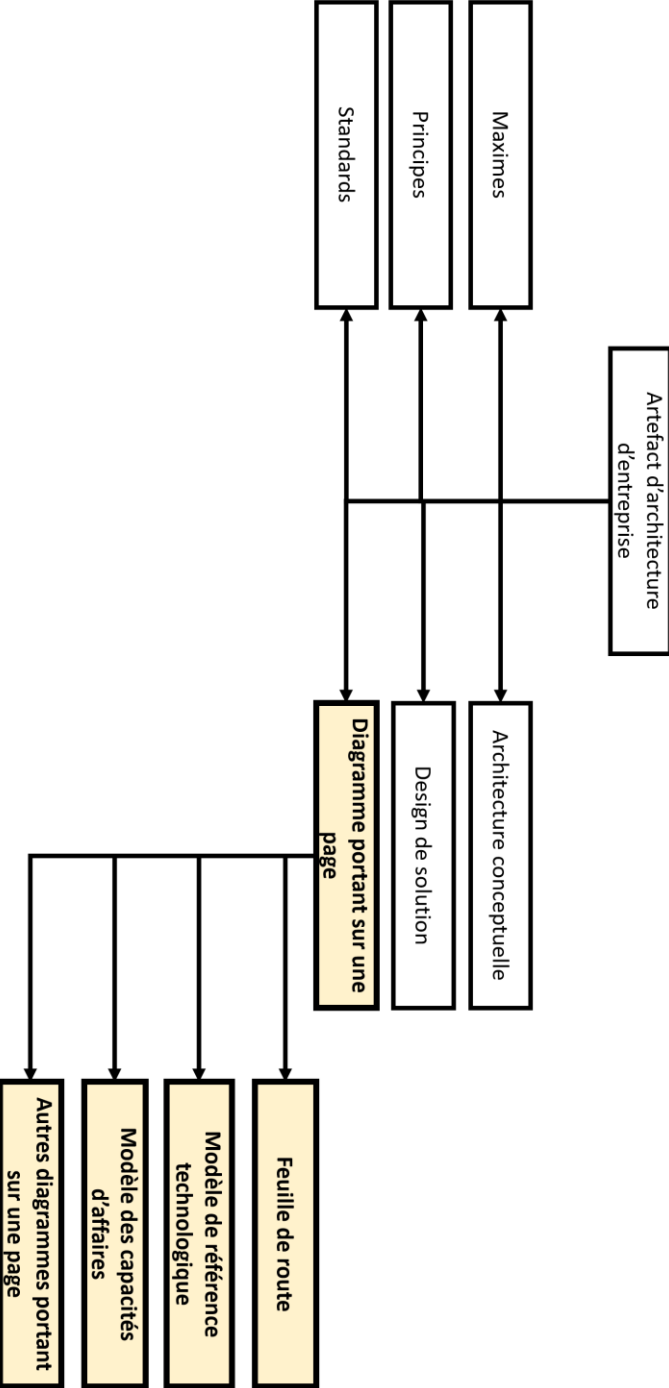 Artefact d'architecture
d'entreprise
Maximes
Architecture conceptuelle
Principes
Design de solution
Standards
Diagramme portant sur une
page
Feuille de route
Modèle de référence
technologique
Modèle des capacités
d'affaires
Autres diagrammes portant
sur une page